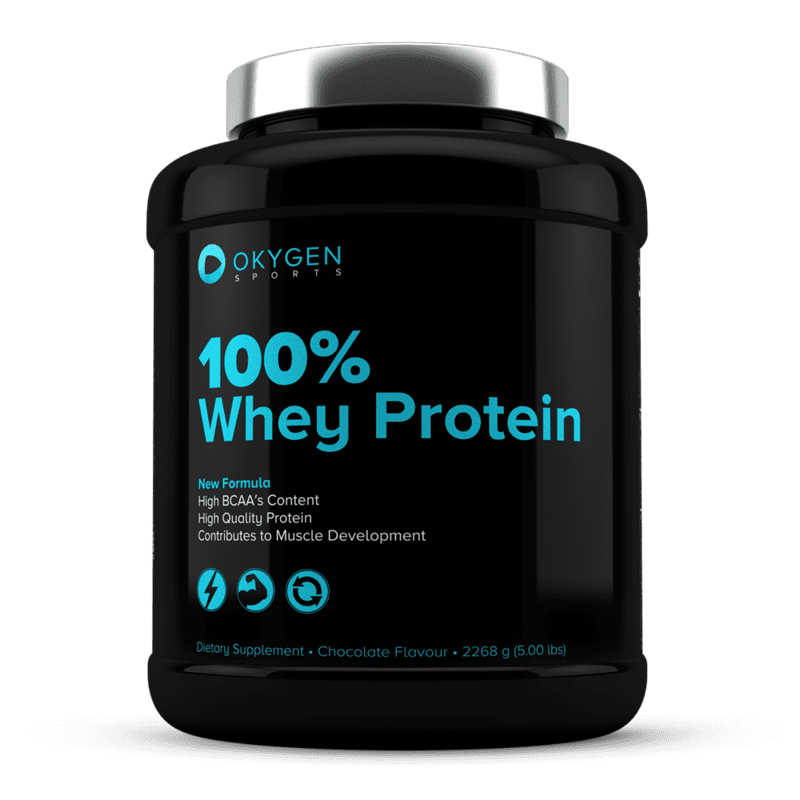 OKYGEN
SPORTS
100%
Whey Protein
New Formula
High BCAA's Content
High Quality Protein
Contributes to Muscle Development
Dietary Supplement • Chocolate Flavour • 2268 g (5.00 lbs)